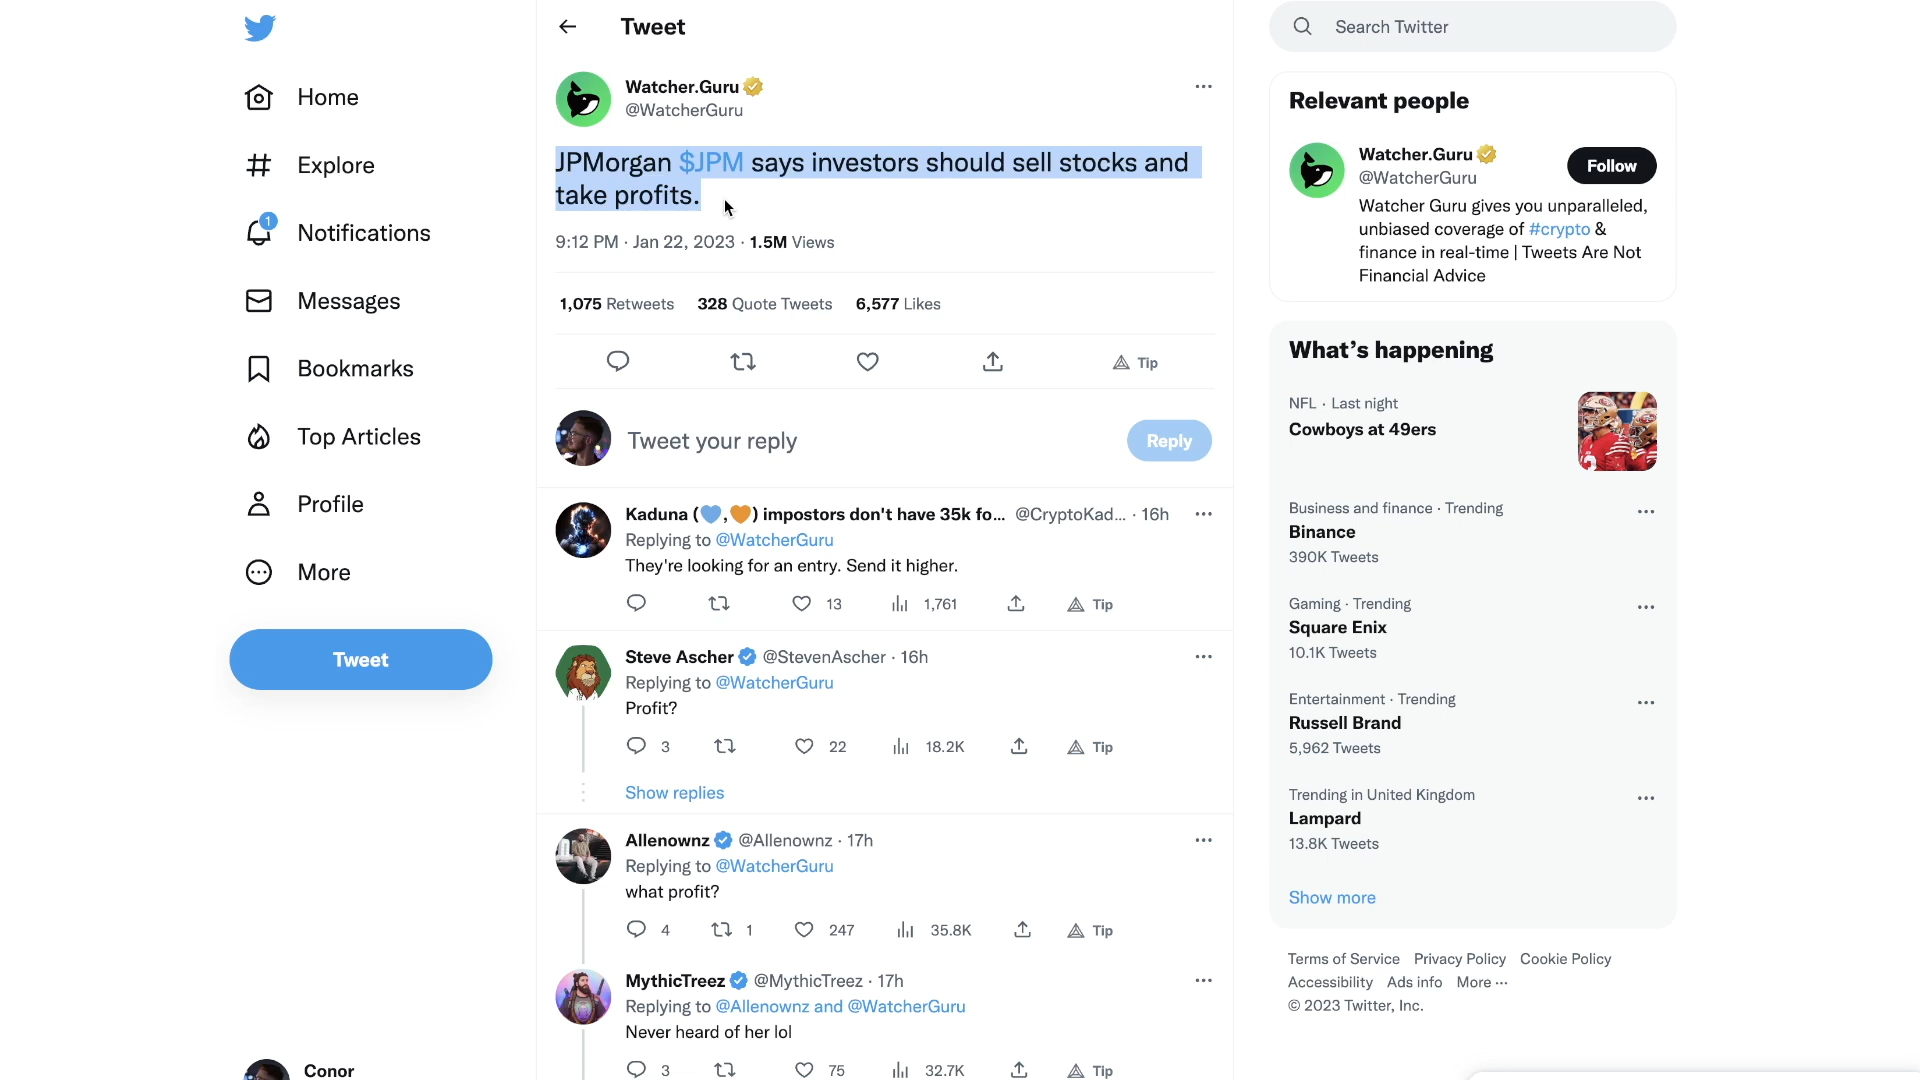 Home
Explore
1
Notifications
Messages
Bookmarks
Top Articles
Profile
More
Tweet
Conor
Tweet
Watcher.Guru
@WatcherGuru
JPMorgan $JPM says investors should sell stocks and
take profits.
9:12 PM · Jan 22, 2023 · 1.5M Views
1,075 Retweets 328 Quote Tweets 6,577 Likes
Tip
Tweet your reply
Reply
Kaduna (💙,🧡) impostors don't have 35k fo... @CryptoKad... · 16h
Replying to @WatcherGuru
They're looking for an entry. Send it higher.
13 1,761 Tip
Steve Ascher @StevenAscher · 16h
Replying to @WatcherGuru
Profit?
3 22 18.2K Tip
Show replies
Allenownz @Allenownz · 17h
Replying to @WatcherGuru
what profit?
4 1 247 35.8K Tip
MythicTreez @MythicTreez · 17h
Replying to @Allenownz and @WatcherGuru
Never heard of her lol
3 75 32.7K Tip
Search Twitter
Relevant people
Watcher.Guru
@WatcherGuru
Follow
Watcher Guru gives you unparalleled,
unbiased coverage of #crypto &
finance in real-time | Tweets Are Not
Financial Advice
What's happening
NFL · Last night
Cowboys at 49ers
Business and finance · Trending
Binance
390K Tweets
Gaming · Trending
Square Enix
10.1K Tweets
Entertainment · Trending
Russell Brand
5,962 Tweets
Trending in United Kingdom
Lampard
13.8K Tweets
Show more
Terms of Service Privacy Policy Cookie Policy
Accessibility Ads info More ···
© 2023 Twitter, Inc.